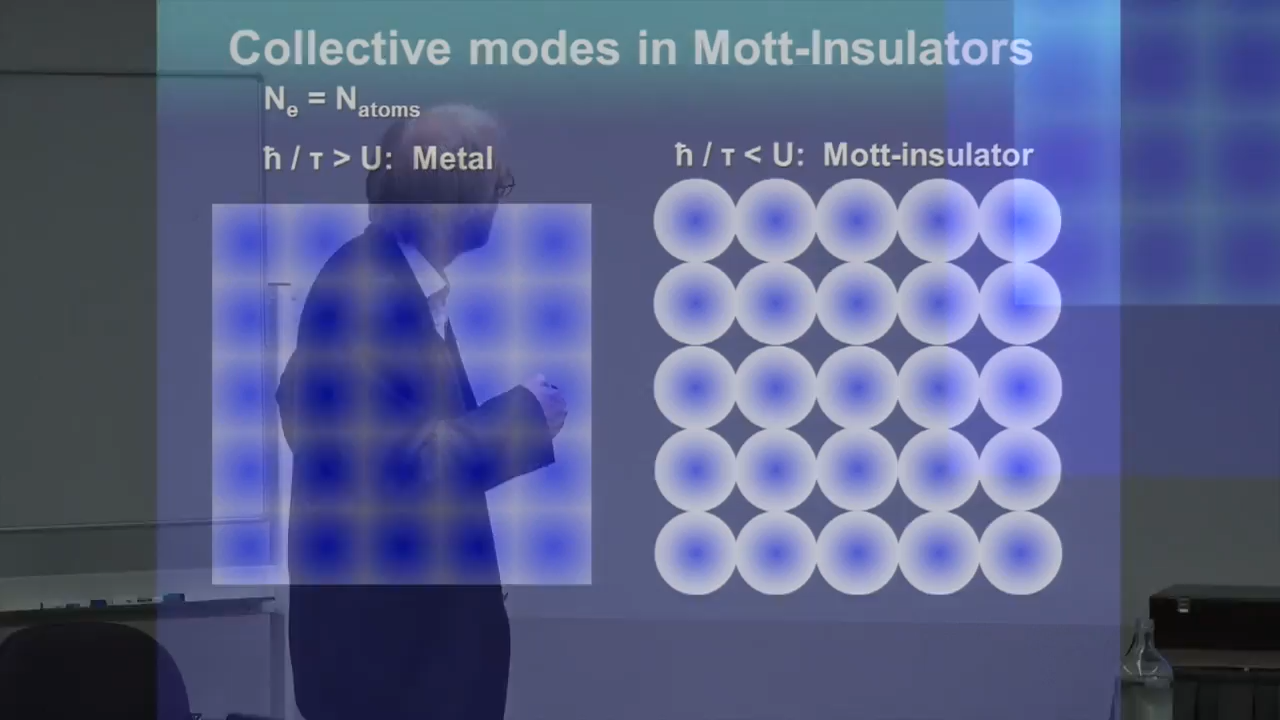 Collective modes in Mott-Insulators
Nₑ = Nₐₜₒₘₛ
ħ / τ > U: Metal
ħ / τ < U: Mott-insulator